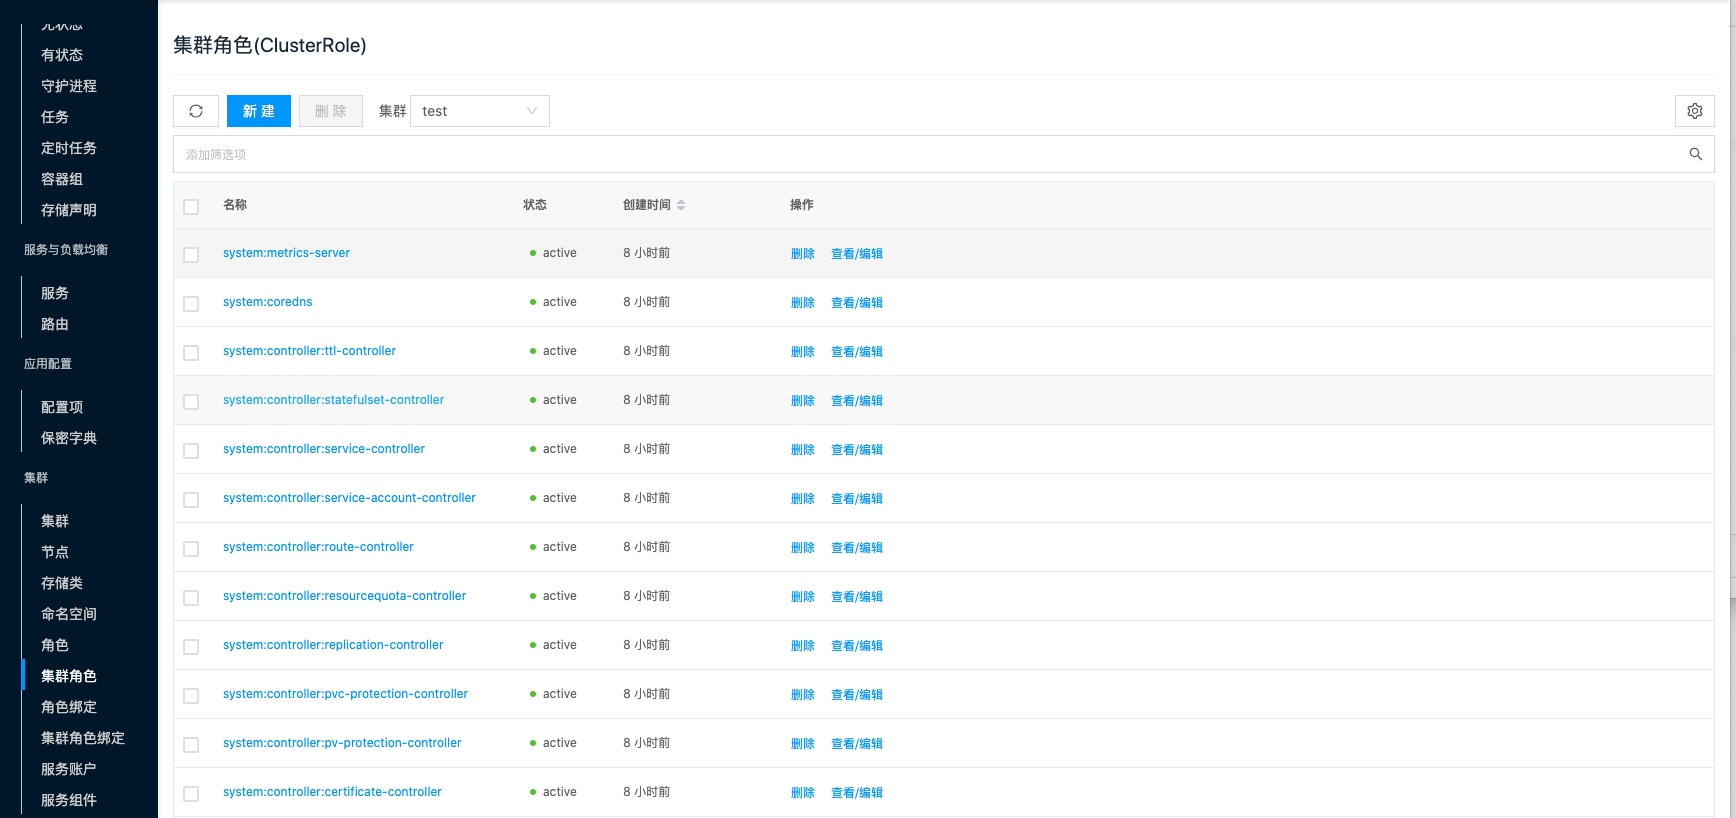 无状态
有状态
守护进程
任务
定时任务
容器组
存储声明
服务与负载均衡
服务
路由
应用配置
配置项
保密字典
集群
集群
节点
存储类
命名空间
角色
集群角色
角色绑定
集群角色绑定
服务账户
服务组件
集群角色(ClusterRole)
新 建 删 除 集群 test
添加筛选项
名称 状态 创建时间 操作
system:metrics-server active 8 小时前 删除 查看/编辑
system:coredns active 8 小时前 删除 查看/编辑
system:controller:ttl-controller active 8 小时前 删除 查看/编辑
system:controller:statefulset-controller active 8 小时前 删除 查看/编辑
system:controller:service-controller active 8 小时前 删除 查看/编辑
system:controller:service-account-controller active 8 小时前 删除 查看/编辑
system:controller:route-controller active 8 小时前 删除 查看/编辑
system:controller:resourcequota-controller active 8 小时前 删除 查看/编辑
system:controller:replication-controller active 8 小时前 删除 查看/编辑
system:controller:pvc-protection-controller active 8 小时前 删除 查看/编辑
system:controller:pv-protection-controller active 8 小时前 删除 查看/编辑
system:controller:certificate-controller active 8 小时前 删除 查看/编辑